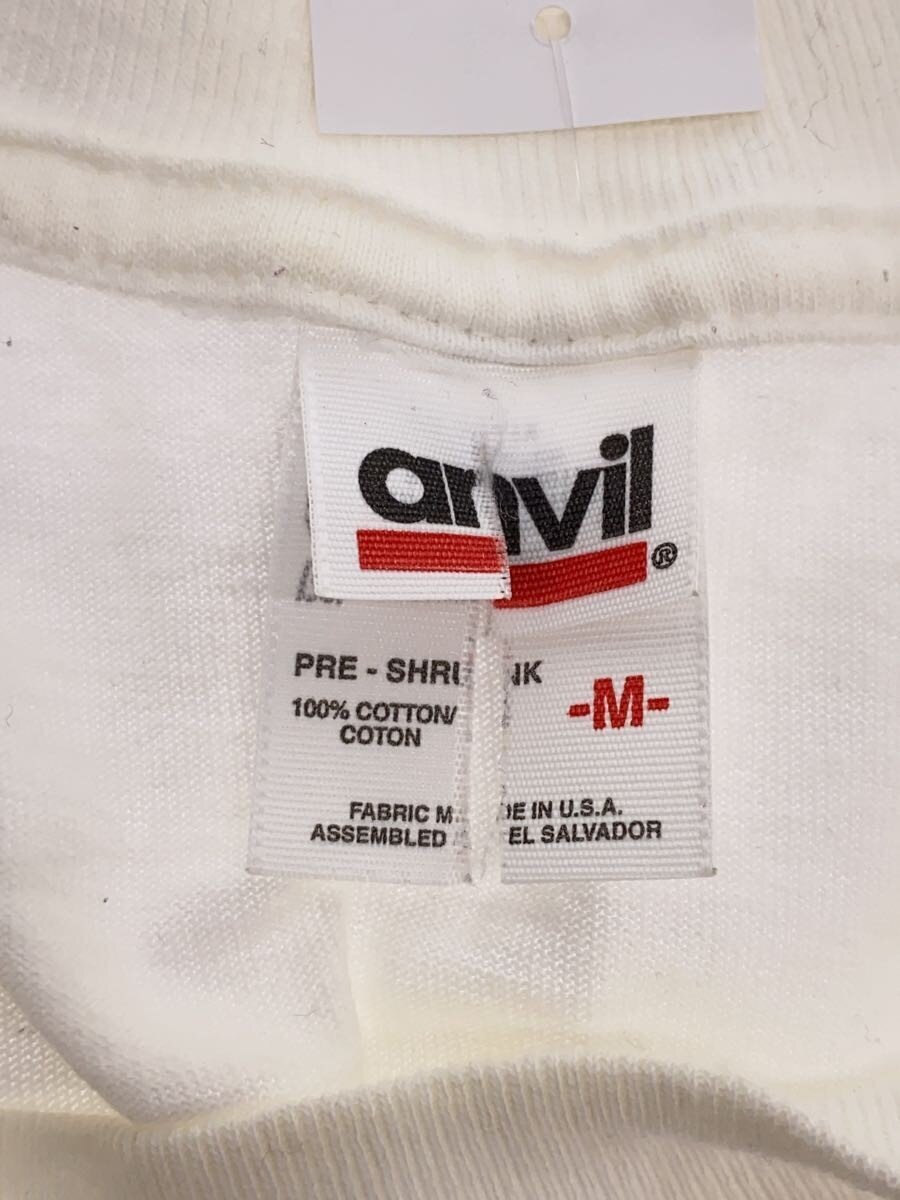 anvil
®
PRE - SHRU NK
-M-
100% COTTON/
COTON
FABRIC M DE IN U.S.A.
ASSEMBLED EL SALVADOR